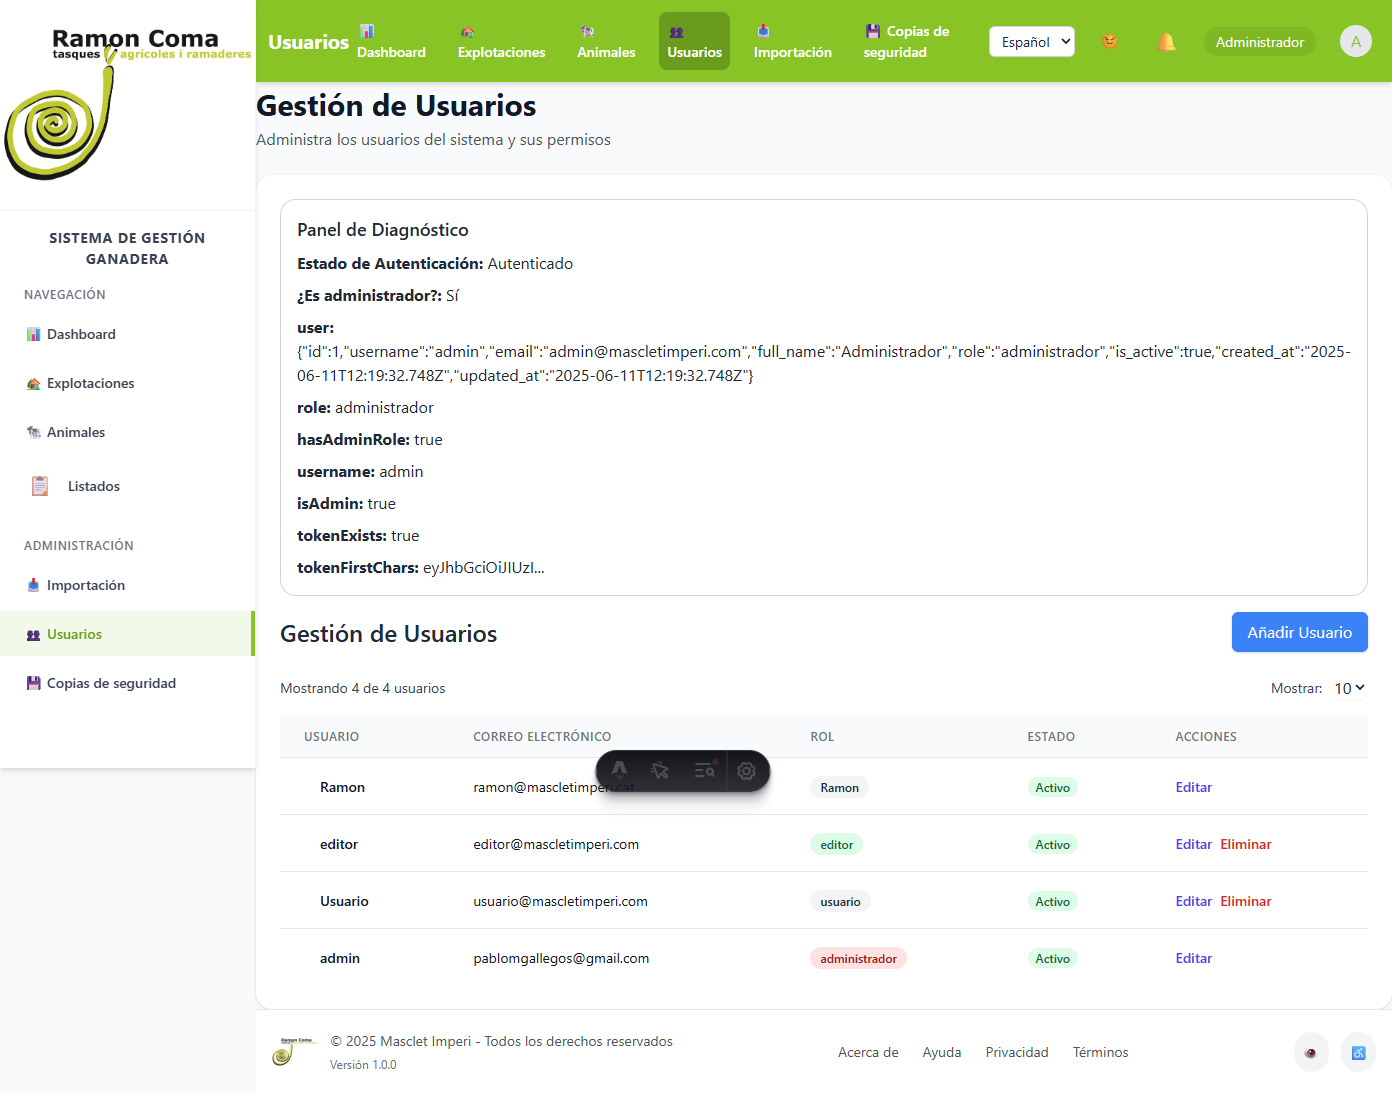 Ramon Coma
tasques agrícoles i ramaderes
SISTEMA DE GESTIÓN
GANADERA
NAVEGACIÓN
Dashboard
Explotaciones
Animales
Listados
ADMINISTRACIÓN
Importación
Usuarios
Copias de seguridad
Usuarios
Dashboard
Explotaciones
Animales
Usuarios
Importación
Copias de
seguridad
Español
Administrador
A
Gestión de Usuarios
Administra los usuarios del sistema y sus permisos
Panel de Diagnóstico
Estado de Autenticación: Autenticado
¿Es administrador?: Sí
user:
{"id":1,"username":"admin","email":"admin@mascletimperi.com","full_name":"Administrador","role":"administrador","is_active":true,"created_at":"2025-
06-11T12:19:32.748Z","updated_at":"2025-06-11T12:19:32.748Z"}
role: administrador
hasAdminRole: true
username: admin
isAdmin: true
tokenExists: true
tokenFirstChars: eyJhbGciOiJIUzI...
Gestión de Usuarios
Añadir Usuario
Mostrando 4 de 4 usuarios
Mostrar: 10
USUARIO CORREO ELECTRÓNICO ROL ESTADO ACCIONES
Ramon ramon@mascletimperi.cat Ramon Activo Editar
editor editor@mascletimperi.com editor Activo Editar Eliminar
Usuario usuario@mascletimperi.com usuario Activo Editar Eliminar
admin pablomgallegos@gmail.com administrador Activo Editar
Ramon Coma
© 2025 Masclet Imperi - Todos los derechos reservados
Versión 1.0.0
Acerca de Ayuda Privacidad Términos